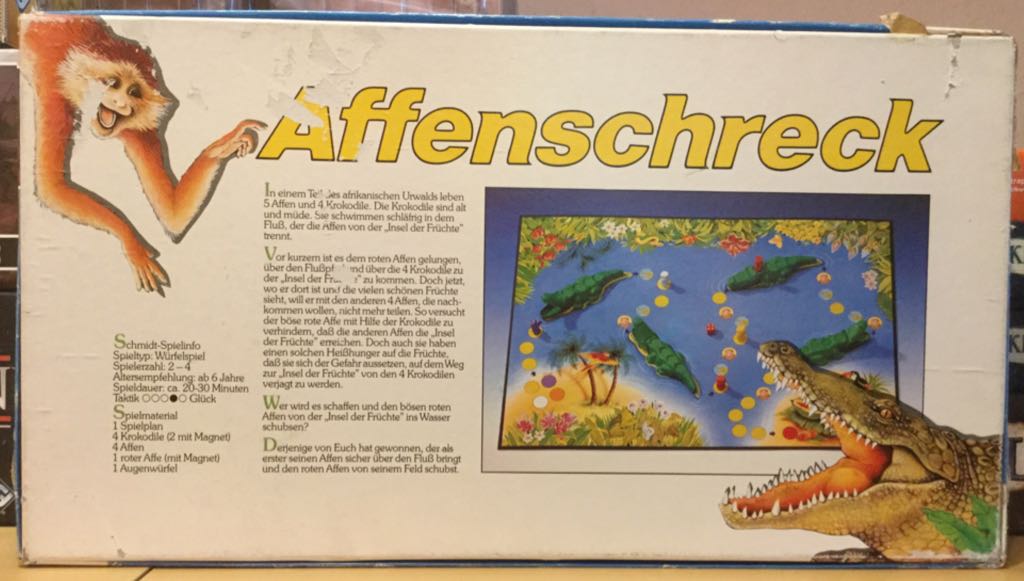 Affenschreck
In einem Teil des afrikanischen Urwalds leben
5 Affen und 4 Krokodile. Die Krokodile sind alt
und müde. Sie schwimmen schläfrig in dem
Fluß, der die Affen von der „Insel der Früchte"
trennt.
Vor kurzem ist es dem roten Affen gelungen,
über den Flußpf und über die 4 Krokodile zu
der „Insel der Fr " zu kommen. Doch jetzt,
wo er dort ist und die vielen schönen Früchte
sieht, will er mit den anderen 4 Affen, die nach-
kommen wollen, nicht mehr teilen. So versucht
der böse rote Affe mit Hilfe der Krokodile zu
verhindern, daß die anderen Affen die „Insel
der Früchte" erreichen. Doch auch sie haben
einen solchen Heißhunger auf die Früchte,
daß sie sich der Gefahr aussetzen, auf dem Weg
zur „Insel der Früchte" von den 4 Krokodilen
verjagt zu werden.
Wer wird es schaffen und den bösen roten
Affen von der „Insel der Früchte" ins Wasser
schubsen?
Derjenige von Euch hat gewonnen, der als
erster seinen Affen sicher über den Fluß bringt
und den roten Affen von seinem Feld schubst.
Schmidt-Spielinfo
Spieltyp: Würfelspiel
Spielerzahl: 2–4
Altersempfehlung: ab 6 Jahre
Spieldauer: ca. 20-30 Minuten
Taktik ○○○●○ Glück
Spielmaterial
1 Spielplan
4 Krokodile (2 mit Magnet)
4 Affen
1 roter Affe (mit Magnet)
1 Augenwürfel